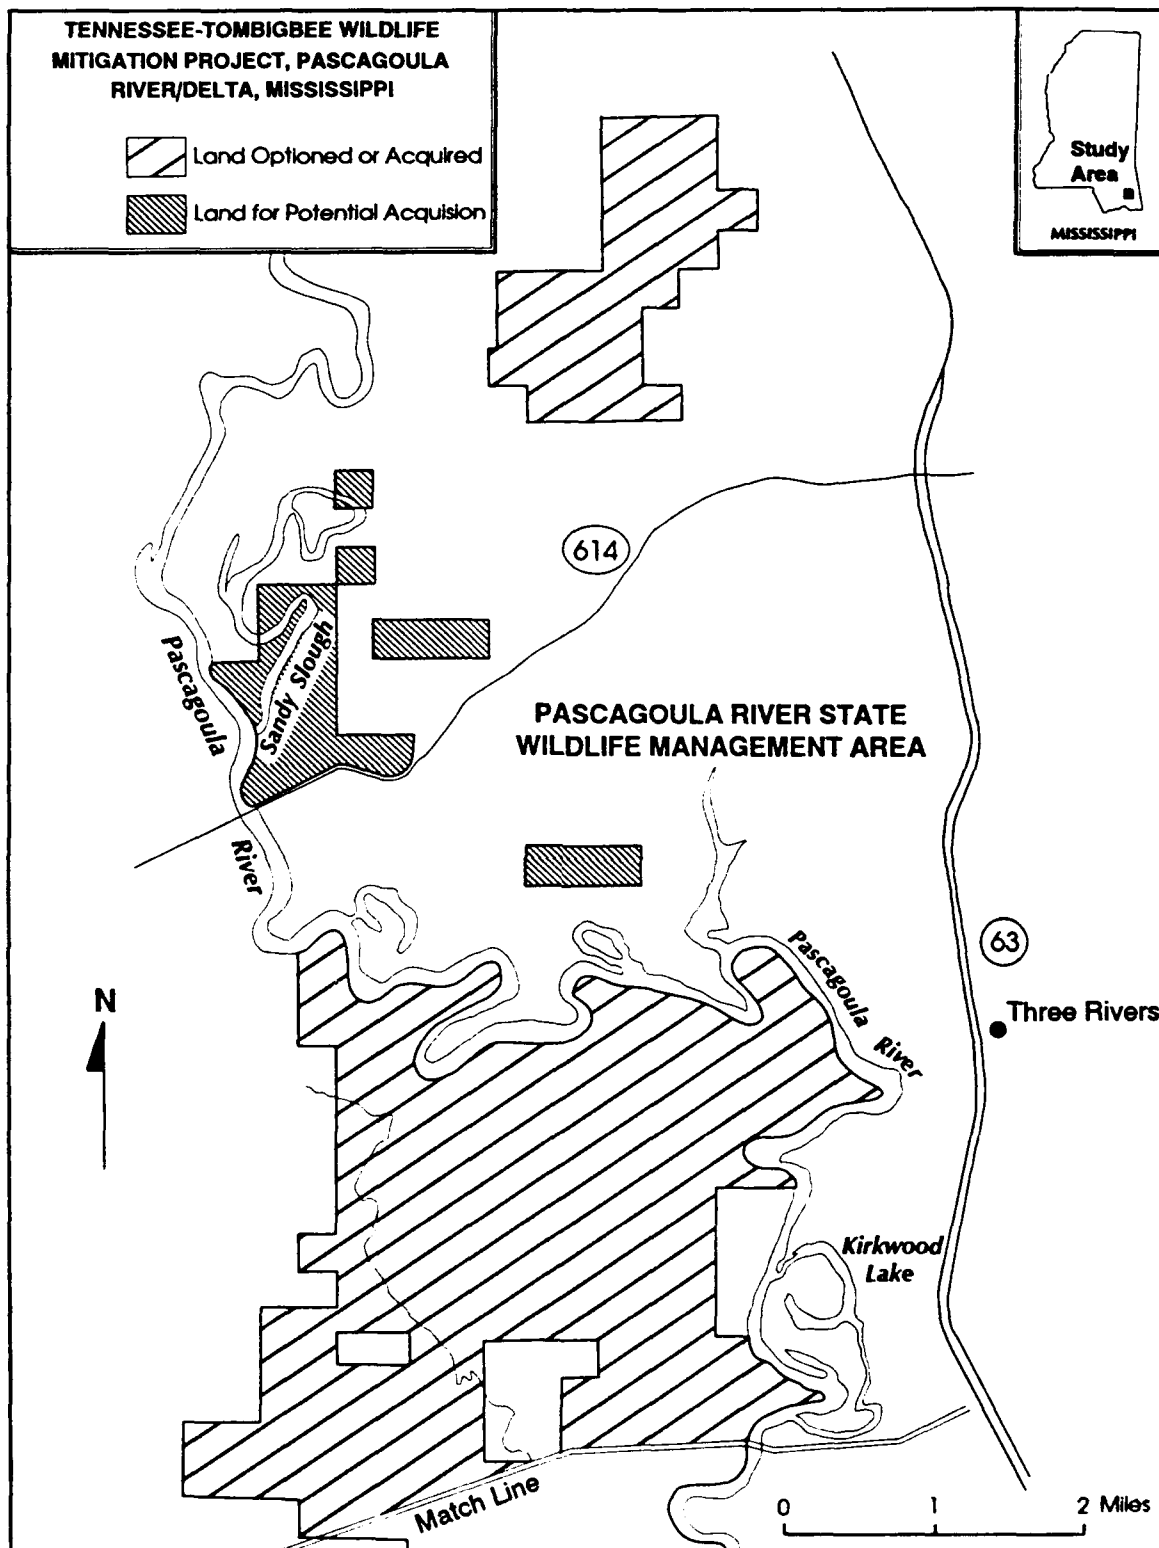 TENNESSEE-TOMBIGBEE WILDLIFE
MITIGATION PROJECT, PASCAGOULA
RIVER/DELTA, MISSISSIPPI
Land Optioned or Acquired
Land for Potential Acquision
Study
Area
MISSISSIPPI
614
Pascagoula
River
Sandy Slough
PASCAGOULA RIVER STATE
WILDLIFE MANAGEMENT AREA
Pascagoula
River
63
Three Rivers
N
Kirkwood
Lake
Match Line
0 1 2 Miles